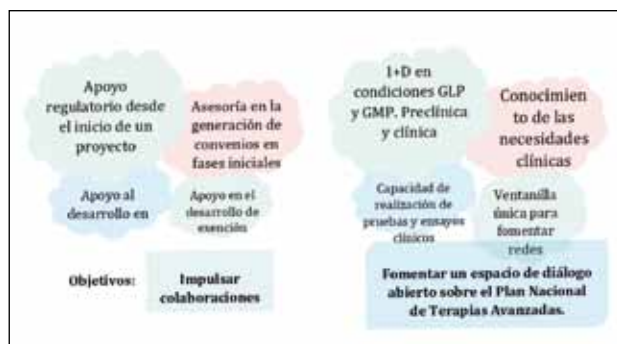 Apoyo
regulatorio desde
el inicio de un
proyecto
Asesoría en la
generación de
convenios en
fases iniciales
Apoyo al
desarrollo en
Apoyo en el
desarrollo de
exención
I+D en
condiciones GLP
y GMP. Preclínica
y clínica
Conocimien
to de las
necesidades
clínicas
Capacidad de
realización de
pruebas y ensayos
clínicos
Ventanilla
única para
fomentar
redes
Objetivos:
Impulsar
colaboraciones
Fomentar un espacio de diálogo
abierto sobre el Plan Nacional
de Terapias Avanzadas.